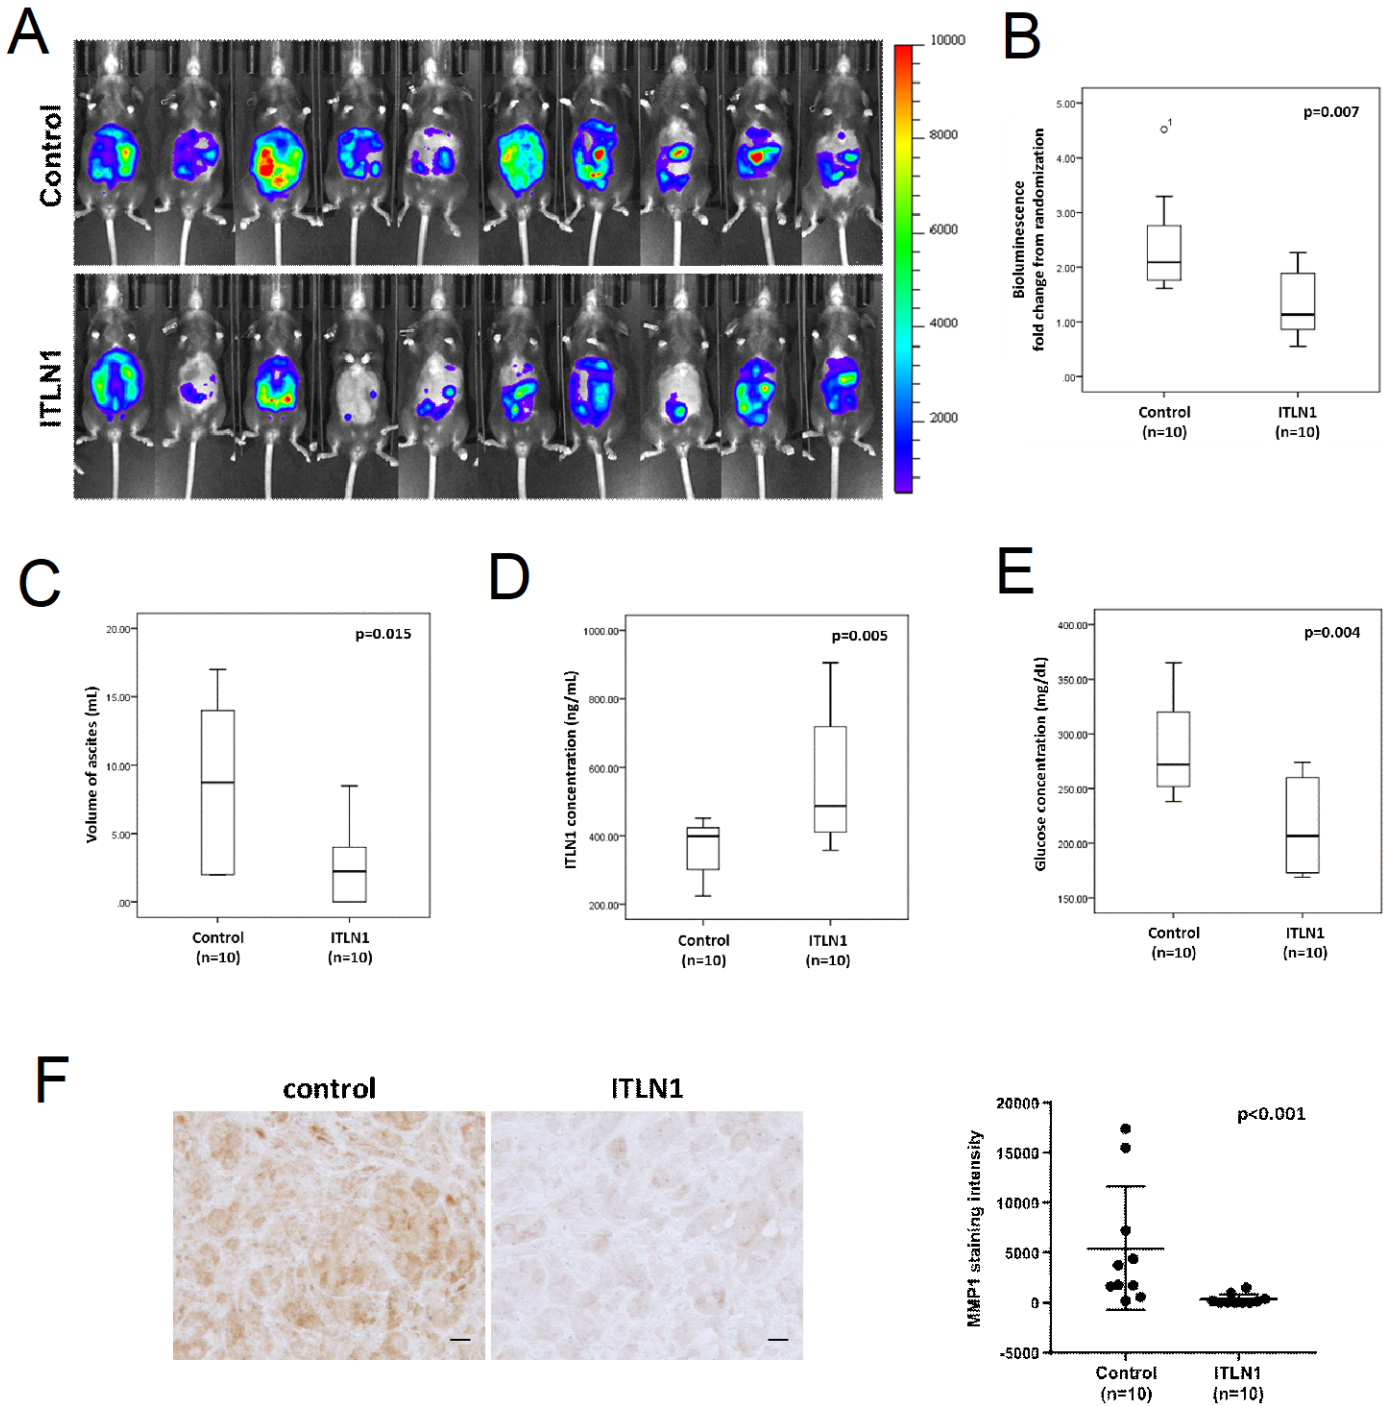 A
Control
ITLN1
10000
8000
6000
4000
2000
B
Bioluminescence
fold change from randomization
5.00
4.00
3.00
2.00
1.00
.00
1
p=0.007
Control
(n=10)
ITLN1
(n=10)
C
Volume of ascites (mL)
20.00
15.00
10.00
5.00
.00
p=0.015
Control
(n=10)
ITLN1
(n=10)
D
ITLN1 concentration (ng/mL)
1000.00
800.00
600.00
400.00
200.00
p=0.005
Control
(n=10)
ITLN1
(n=10)
E
Glucose concentration (mg/dL)
400.00
350.00
300.00
250.00
200.00
150.00
p=0.004
Control
(n=10)
ITLN1
(n=10)
F
control
ITLN1
MMP1 staining intensity
20000
15000
10000
5000
0
-5000
p<0.001
Control
(n=10)
ITLN1
(n=10)